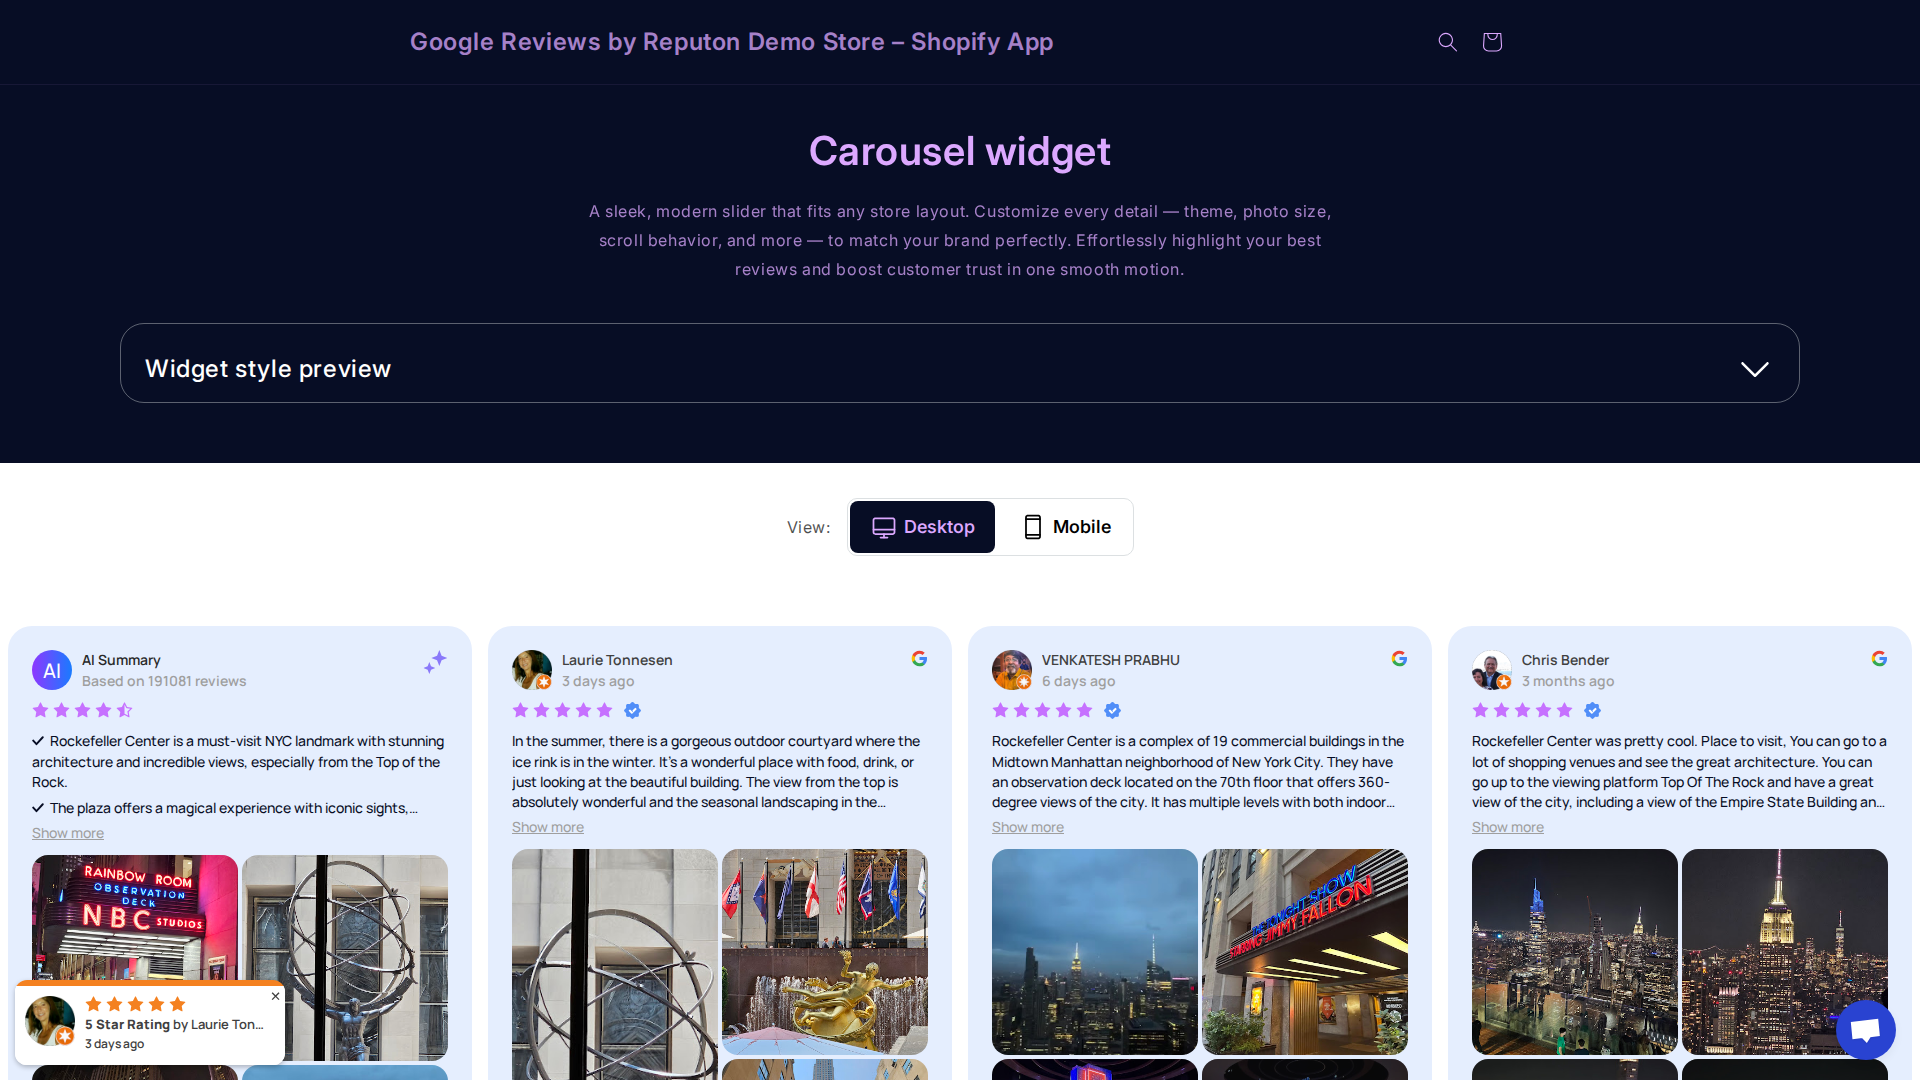 Google Reviews by Reputon Demo Store – Shopify App
Carousel widget
A sleek, modern slider that fits any store layout. Customize every detail — theme, photo size,
scroll behavior, and more — to match your brand perfectly. Effortlessly highlight your best
reviews and boost customer trust in one smooth motion.
Widget style preview
View:
Desktop
Mobile
AI
AI Summary
Based on 191081 reviews
Rockefeller Center is a must-visit NYC landmark with stunning
architecture and incredible views, especially from the Top of the
Rock.
The plaza offers a magical experience with iconic sights,...
Show more
RAINBOW ROOM
OBSERVATION
DECK
NBC STUDIOS
Laurie Tonnesen
3 days ago
In the summer, there is a gorgeous outdoor courtyard where the
ice rink is in the winter. It's a wonderful place with food, drink, or
just looking at the beautiful building. The view from the top is
absolutely wonderful and the seasonal landscaping in the...
Show more
VENKATESH PRABHU
6 days ago
Rockefeller Center is a complex of 19 commercial buildings in the
Midtown Manhattan neighborhood of New York City. They have
an observation deck located on the 70th floor that offers 360-
degree views of the city. It has multiple levels with both indoor...
Show more
TONIGHT SHOW
STARRING JIMMY FALLON
Chris Bender
3 months ago
Rockefeller Center was pretty cool. Place to visit, You can go to a
lot of shopping venues and see the great architecture. You can
go up to the viewing platform Top Of The Rock and have a great
view of the city, including a view of the Empire State Building an...
Show more
5 Star Rating by Laurie Ton...
3 days ago